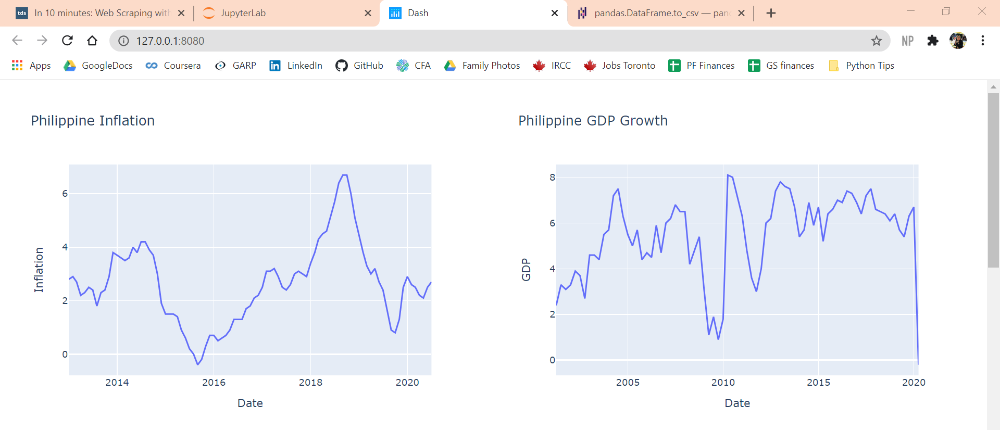 tds In 10 minutes: Web Scraping with
JupyterLab
Dash
pandas.DataFrame.to_csv — pan
127.0.0.1:8080
NP
Apps
GoogleDocs
Coursera
GARP
LinkedIn
GitHub
CFA
Family Photos
IRCC
Jobs Toronto
PF Finances
GS finances
Python Tips
Philippine Inflation
6
4
2
0
Inflation
2014 2016 2018 2020
Date
Philippine GDP Growth
8
6
4
2
0
GDP
2005 2010 2015 2020
Date